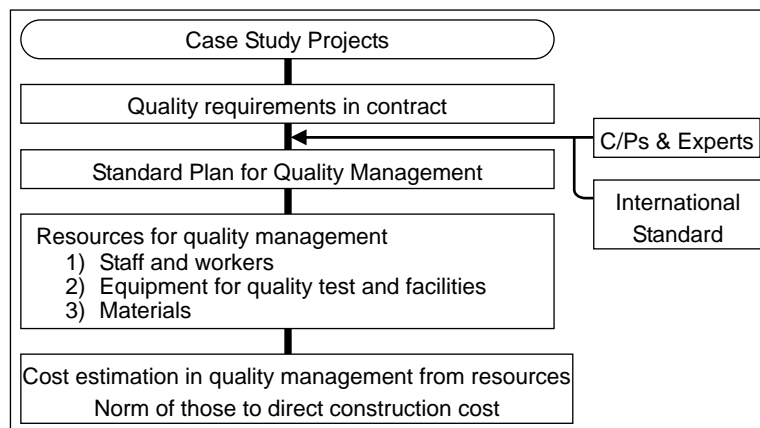 Case Study Projects
Quality requirements in contract
C/Ps & Experts
Standard Plan for Quality Management
International
Standard
Resources for quality management
1) Staff and workers
2) Equipment for quality test and facilities
3) Materials
Cost estimation in quality management from resources
Norm of those to direct construction cost